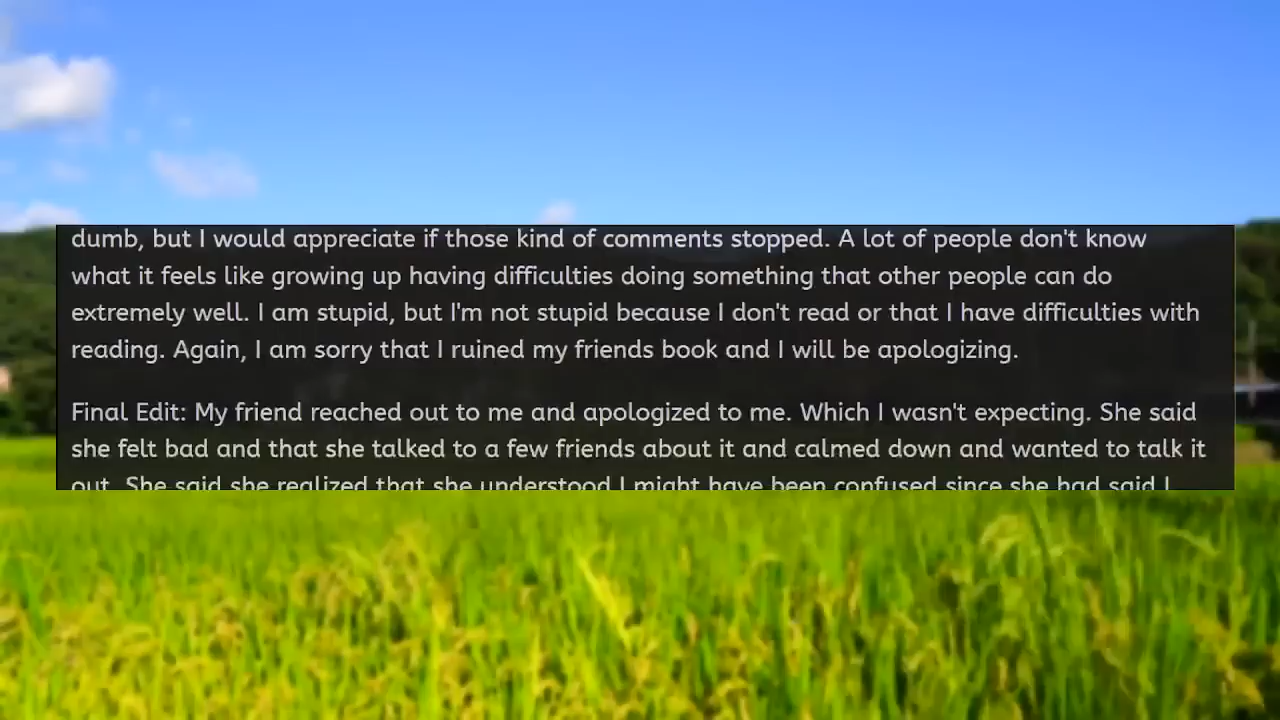 dumb, but I would appreciate if those kind of comments stopped. A lot of people don't know
what it feels like growing up having difficulties doing something that other people can do
extremely well. I am stupid, but I'm not stupid because I don't read or that I have difficulties with
reading. Again, I am sorry that I ruined my friends book and I will be apologizing.
Final Edit: My friend reached out to me and apologized to me. Which I wasn't expecting. She said
she felt bad and that she talked to a few friends about it and calmed down and wanted to talk it
out. She said she realized that she understood I might have been confused since she had said I